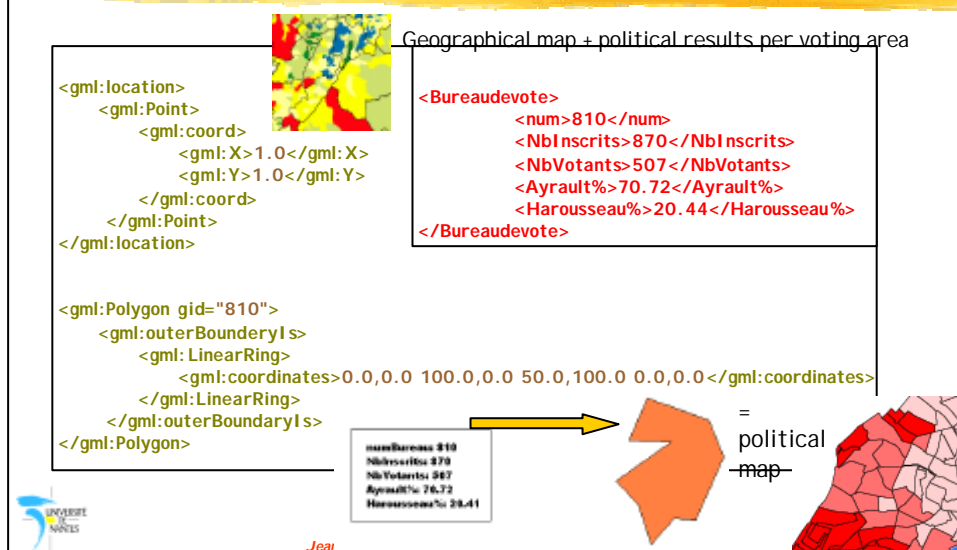 Geographical map + political results per voting area
<gml:location>
<gml:Point>
<gml:coord>
<gml:X>1.0</gml:X>
<gml:Y>1.0</gml:Y>
</gml:coord>
</gml:Point>
</gml:location>
<Bureaudevote>
<num>810</num>
<NbInscrits>870</NbInscrits>
<NbVotants>507</NbVotants>
<Ayrault%>70.72</Ayrault%>
<Harousseau%>20.44</Harousseau%>
</Bureaudevote>
<gml:Polygon gid="810">
<gml:outerBounderyIs>
<gml:LinearRing>
<gml:coordinates>0.0,0.0 100.0,0.0 50.0,100.0 0.0,0.0</gml:coordinates>
</gml:LinearRing>
</gml:outerBoundaryIs>
</gml:Polygon>
numBureau: 810
NbInscrits: 870
NbVotants: 507
Ayrault%: 70.72
Harousseau%: 20.41
=
political
map
UNIVERSITÉ
DE
NANTES